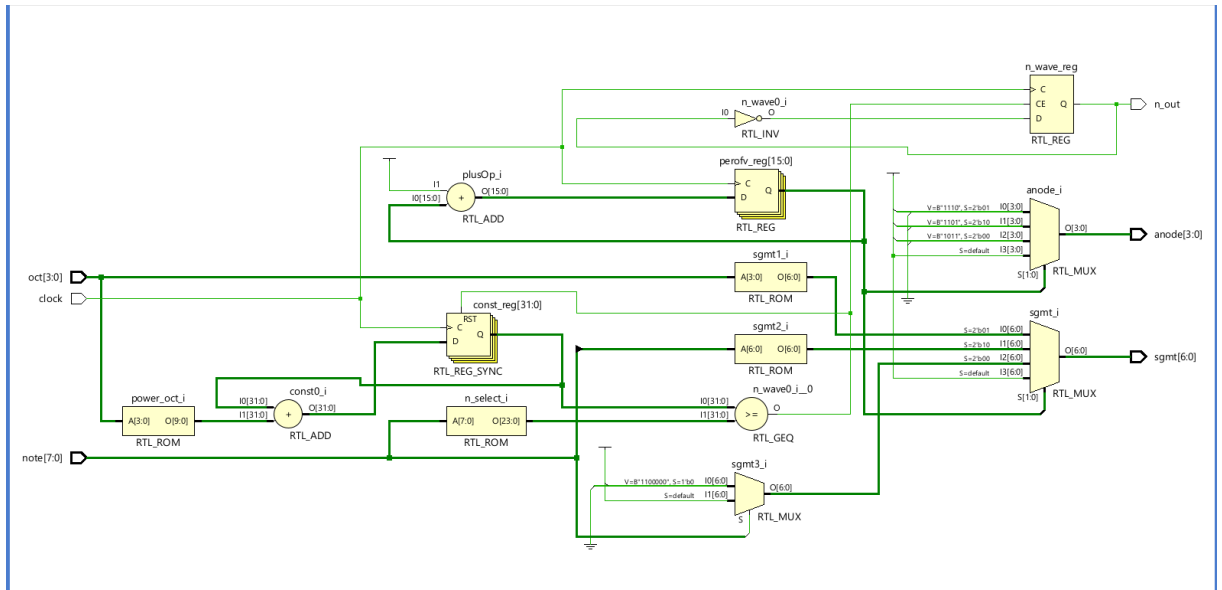 n_wave_reg
C
CE
D
Q
RTL_REG
n_out
n_wave0_i
I0
O
RTL_INV
perofv_reg[15:0]
C
D
Q
RTL_REG
plusOp_i
I1
I0[15:0]
+
O[15:0]
RTL_ADD
anode_i
V=B"1110", S=2'b01 I0[3:0]
V=B"1101", S=2'b10 I1[3:0]
V=B"1011", S=2'b00 I2[3:0]
S=default I3[3:0]
O[3:0]
S[1:0]
RTL_MUX
anode[3:0]
oct[3:0]
clock
sgmt1_i
A[3:0] O[6:0]
RTL_ROM
const_reg[31:0]
RST
C
D
Q
RTL_REG_SYNC
sgmt2_i
A[6:0] O[6:0]
RTL_ROM
sgmt_i
S=2'b01 I0[6:0]
S=2'b10 I1[6:0]
S=2'b00 I2[6:0]
S=default I3[6:0]
O[6:0]
S[1:0]
RTL_MUX
sgmt[6:0]
power_oct_i
A[3:0] O[9:0]
RTL_ROM
const0_i
I0[31:0]
I1[31:0]
+
O[31:0]
RTL_ADD
n_select_i
A[7:0] O[23:0]
RTL_ROM
n_wave0_i__0
I0[31:0]
I1[31:0]
>=
O
RTL_GEQ
note[7:0]
sgmt3_i
V=B"1100000", S=1'b0 I0[6:0]
S=default I1[6:0]
O[6:0]
S
RTL_MUX